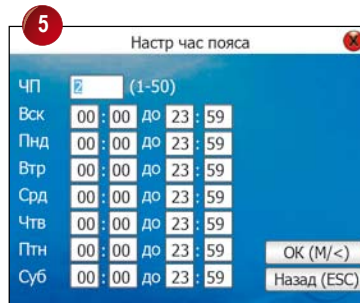 5
Настр час пояса
ЧП 2 (1-50)
Вск 00 : 00 до 23 : 59
Пнд 00 : 00 до 23 : 59
Втр 00 : 00 до 23 : 59
Срд 00 : 00 до 23 : 59
Чтв 00 : 00 до 23 : 59
Птн 00 : 00 до 23 : 59
Суб 00 : 00 до 23 : 59
OK (M/<)
Назад (ESC)